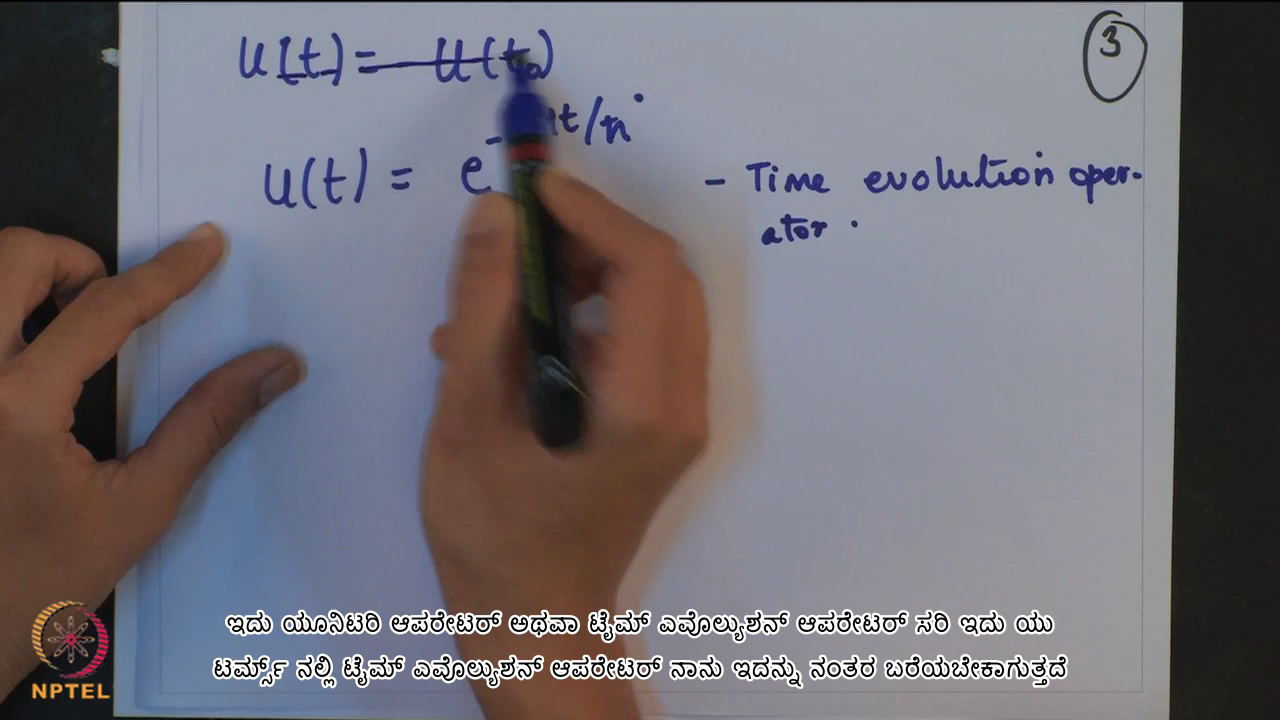 3
U(t) = U(t₀)
U(t) = e⁻ t/ħ
- Time evolution oper-
ator.
ಇದು ಯೂನಿಟರಿ ಆಪರೇಟರ್ ಅಥವಾ ಟೈಮ್ ಎವೊಲ್ಯುಶನ್ ಆಪರೇಟರ್ ಸರಿ ಇದು ಯು
ಟರ್ಮ್ಸ್ ನಲ್ಲಿ ಟೈಮ್ ಎವೊಲ್ಯುಶನ್ ಆಪರೇಟರ್ ನಾನು ಇದನ್ನು ನಂತರ ಬರೆಯಬೇಕಾಗುತ್ತದೆ
NPTEL